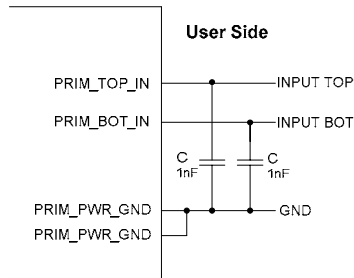 User Side
PRIM_TOP_IN
INPUT TOP
PRIM_BOT_IN
INPUT BOT
C
1nF
C
1nF
PRIM_PWR_GND
GND
PRIM_PWR_GND